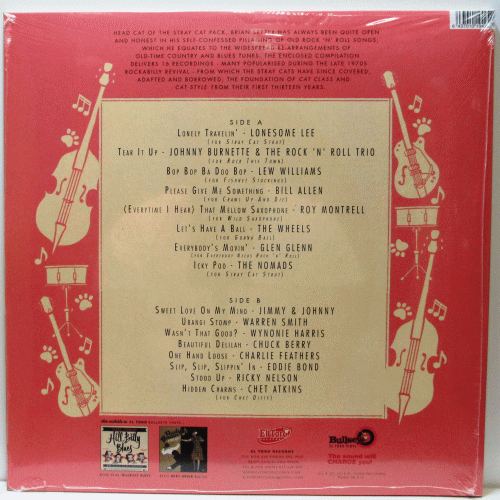 HEAD CAT OF THE STRAY CAT PACK, BRIAN SETZER HAS ALWAYS BEEN QUITE OPEN
AND HONEST IN HIS SELF-CONFESSED PILLAGING OF OLD ROCK 'N' ROLL SONGS,
WHICH HE EQUATES TO THE WIDESPREAD RE-ARRANGEMENTS OF
OLD-TIME COUNTRY AND BLUES TUNES. THE ENCLOSED COMPILATION
DELIVERS 16 RECORDINGS - MANY POPULARISED DURING THE LATE 1970S
ROCKABILLY REVIVAL - FROM WHICH THE STRAY CATS HAVE SINCE COVERED,
ADAPTED AND BORROWED, THE FOUNDATION OF CAT CLASS AND
CAT STYLE FROM THEIR FIRST THIRTEEN YEARS.
SIDE A
LONELY TRAVELIN' - LONESOME LEE
(FOR STRAY CAT STRUT)
TEAR IT UP - JOHNNY BURNETTE & THE ROCK 'N' ROLL TRIO
(FOR ROCK THIS TOWN)
BOP BOP BA DOO BOP - LEW WILLIAMS
(FOR FISHNET STOCKINGS)
PLEASE GIVE ME SOMETHING - BILL ALLEN
(FOR CRAWL UP AND DIE)
(EVERYTIME I HEAR) THAT MELLOW SAXOPHONE - ROY MONTRELL
(FOR WILD SAXOPHONE)
LET'S HAVE A BALL - THE WHEELS
(FOR GONNA BALL)
EVERYBODY'S MOVIN' - GLEN GLENN
(FOR EVERYBODY NEEDS ROCK 'N' ROLL)
ICKY POO - THE NOMADS
(FOR STRAY CAT STRUT)
SIDE B
SWEET LOVE ON MY MIND - JIMMY & JOHNNY
UBANGI STOMP - WARREN SMITH
WASN'T THAT GOOD? - WYNONIE HARRIS
BEAUTIFUL DELILAH - CHUCK BERRY
ONE HAND LOOSE - CHARLIE FEATHERS
SLIP, SLIP, SLIPPIN' IN - EDDIE BOND
STOOD UP - RICKY NELSON
HIDDEN CHARMS - CHET ATKINS
(FOR CHET DITTY)
EL TORO
Hill Billy
Blues
El Toro
EL TORO RECORDS
Bullseye
The sound will
CHARGE you!